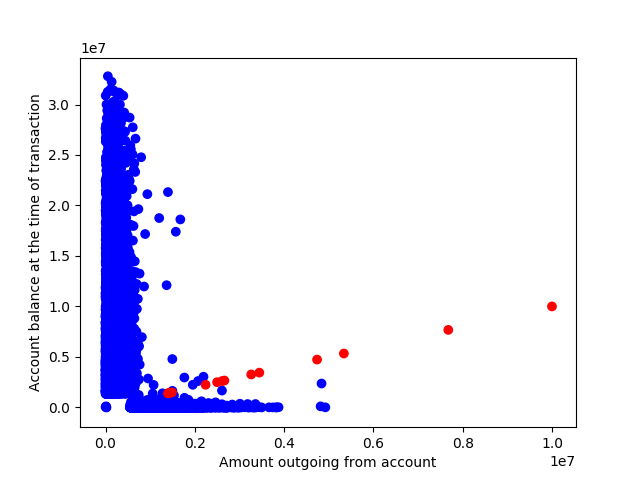 1e7
3.0
2.5
2.0
1.5
1.0
0.5
0.0
Account balance at the time of transaction
0.0 0.2 0.4 0.6 0.8 1.0
1e7
Amount outgoing from account